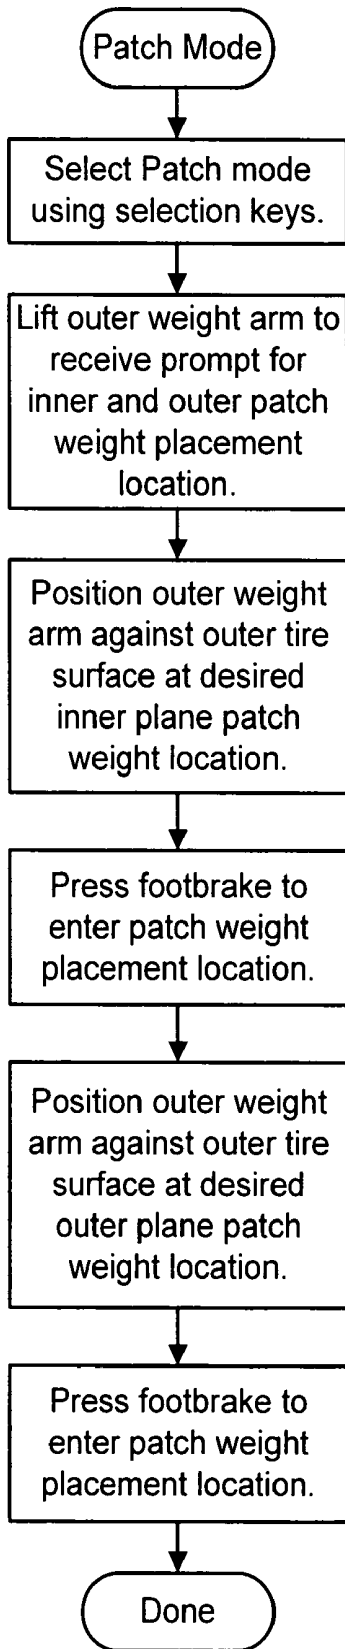 Patch Mode
Select Patch mode
using selection keys.
Lift outer weight arm to
receive prompt for
inner and outer patch
weight placement
location.
Position outer weight
arm against outer tire
surface at desired
inner plane patch
weight location.
Press footbrake to
enter patch weight
placement location.
Position outer weight
arm against outer tire
surface at desired
outer plane patch
weight location.
Press footbrake to
enter patch weight
placement location.
Done